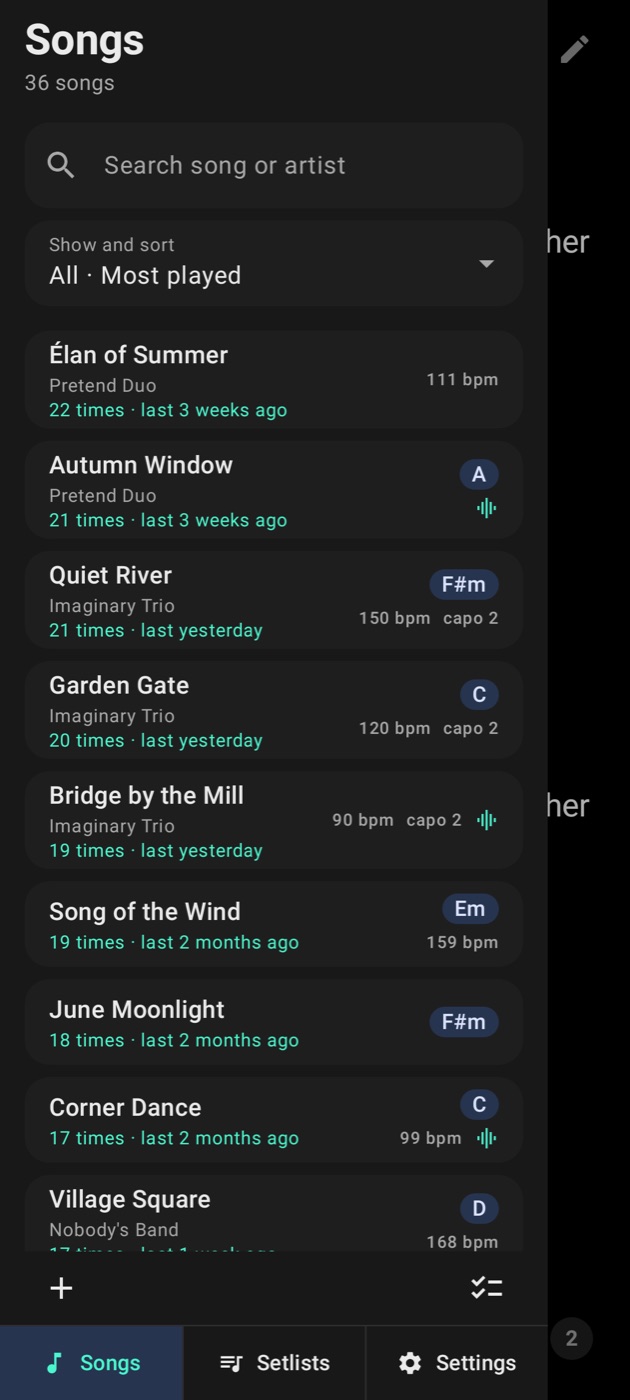 Songs
36 songs
Search song or artist
Show and sort
All · Most played
Élan of Summer
Pretend Duo
22 times · last 3 weeks ago
111 bpm
Autumn Window
Pretend Duo
21 times · last 3 weeks ago
A
Quiet River
Imaginary Trio
21 times · last yesterday
F#m
150 bpm capo 2
Garden Gate
Imaginary Trio
20 times · last yesterday
C
120 bpm capo 2
Bridge by the Mill
Imaginary Trio
19 times · last yesterday
90 bpm capo 2
Song of the Wind
19 times · last 2 months ago
Em
159 bpm
June Moonlight
18 times · last 2 months ago
F#m
Corner Dance
17 times · last 2 months ago
C
99 bpm
Village Square
Nobody's Band
17 times · last 1 week ago
D
168 bpm
her
her
2
Songs
Setlists
Settings